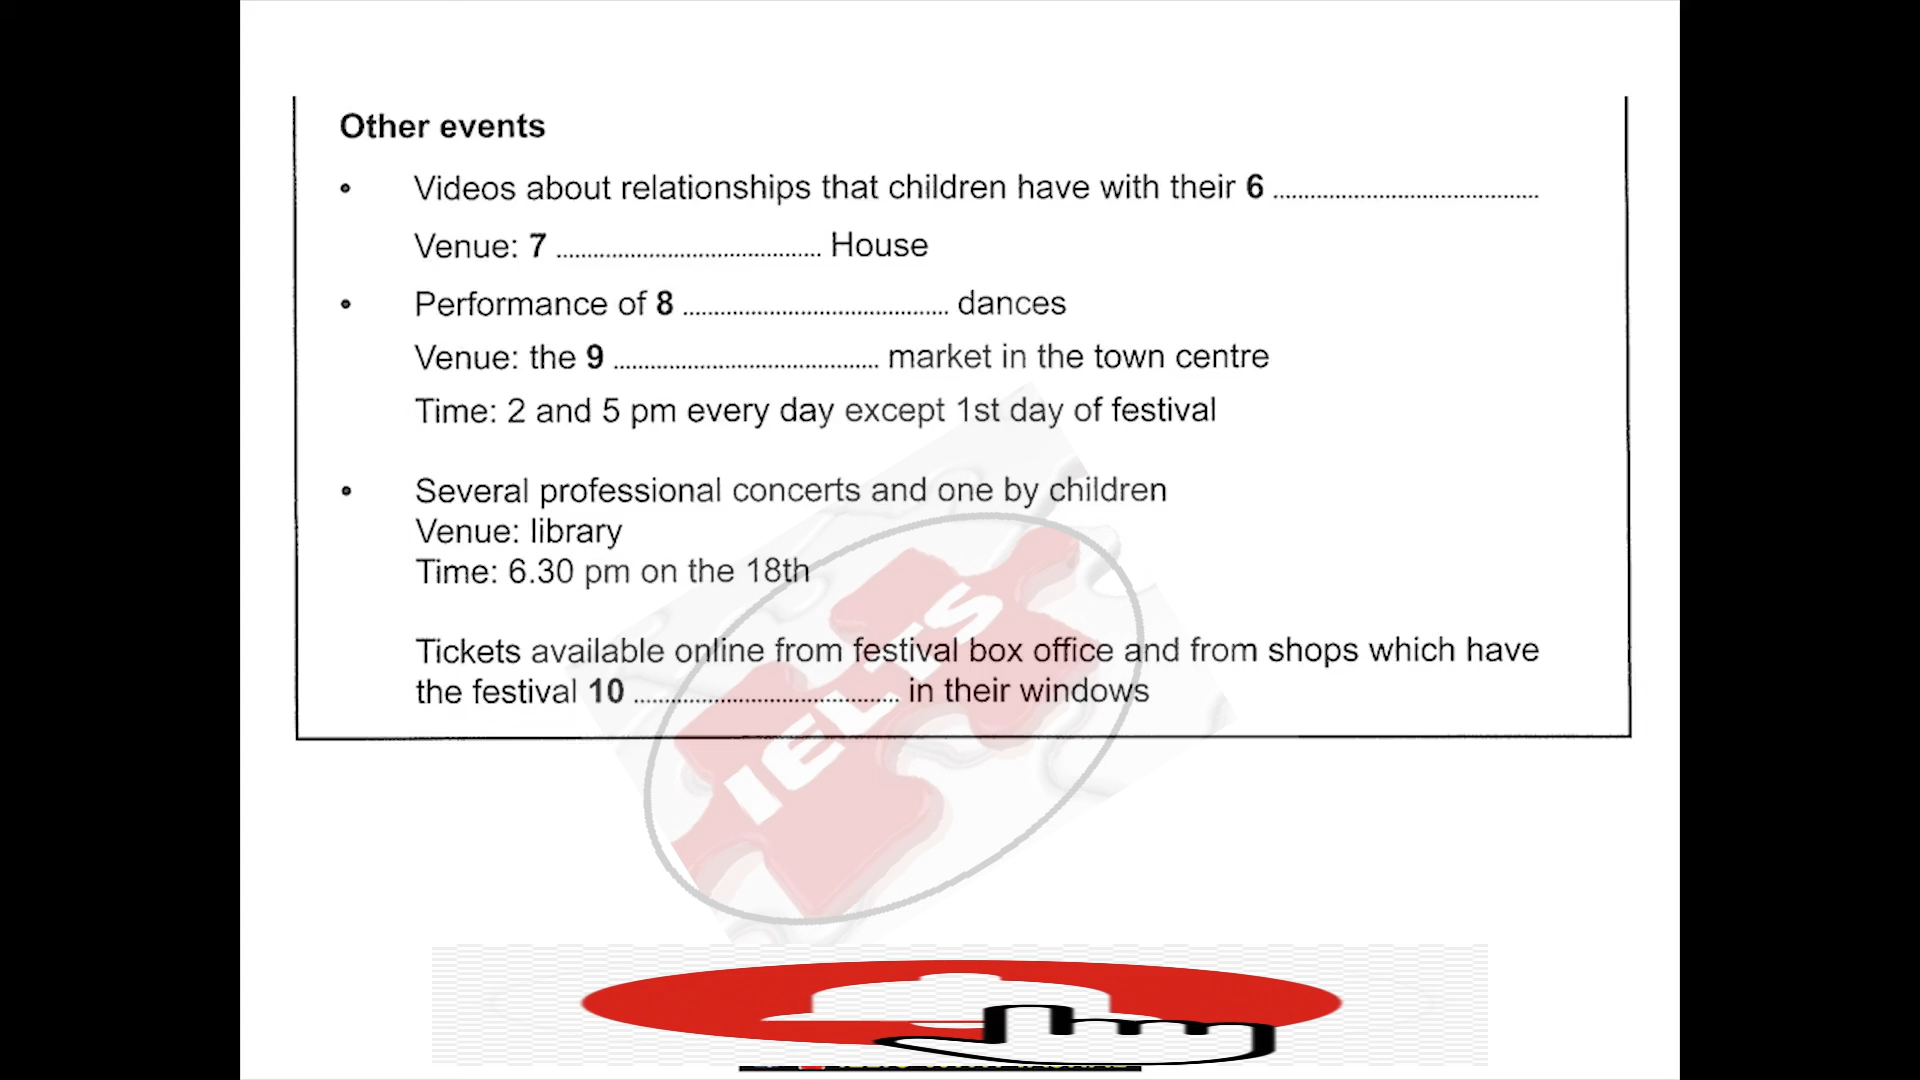 Other events
• Videos about relationships that children have with their 6 ..........................................
Venue: 7 .......................................... House
• Performance of 8 .......................................... dances
Venue: the 9 .......................................... market in the town centre
Time: 2 and 5 pm every day except 1st day of festival
• Several professional concerts and one by children
Venue: library
Time: 6.30 pm on the 18th
Tickets available online from festival box office and from shops which have
the festival 10 .......................................... in their windows
IELTS